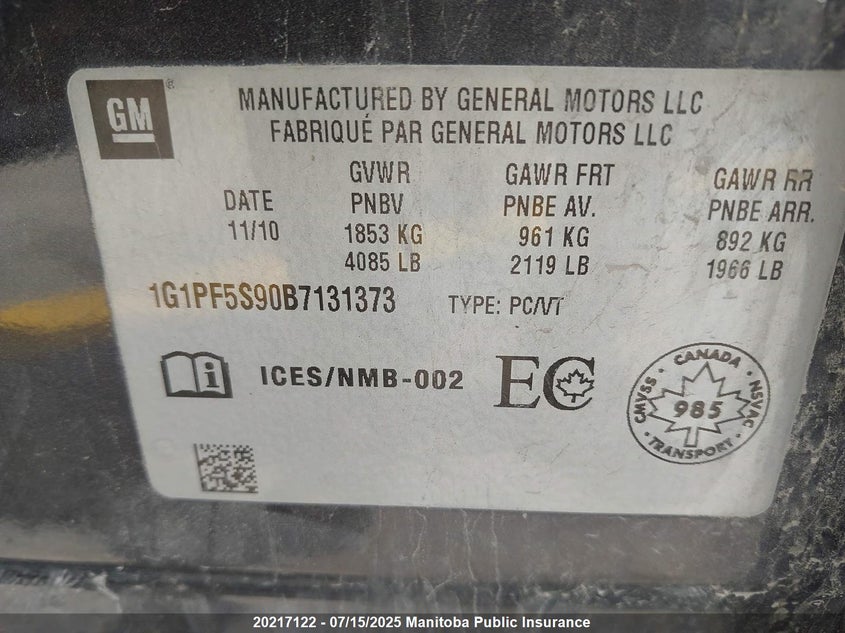 GM
MANUFACTURED BY GENERAL MOTORS LLC
FABRIQUÉ PAR GENERAL MOTORS LLC
DATE
11/10
GVWR
PNBV
1853 KG
4085 LB
GAWR FRT
PNBE AV.
961 KG
2119 LB
GAWR RR
PNBE ARR.
892 KG
1966 LB
1G1PF5S90B7131373 TYPE: PC/VT
i ICES/NMB-002 EC
CANADA
CMVSS 985 NSVAC
TRANSPORT
20217122 - 07/15/2025 Manitoba Public Insurance